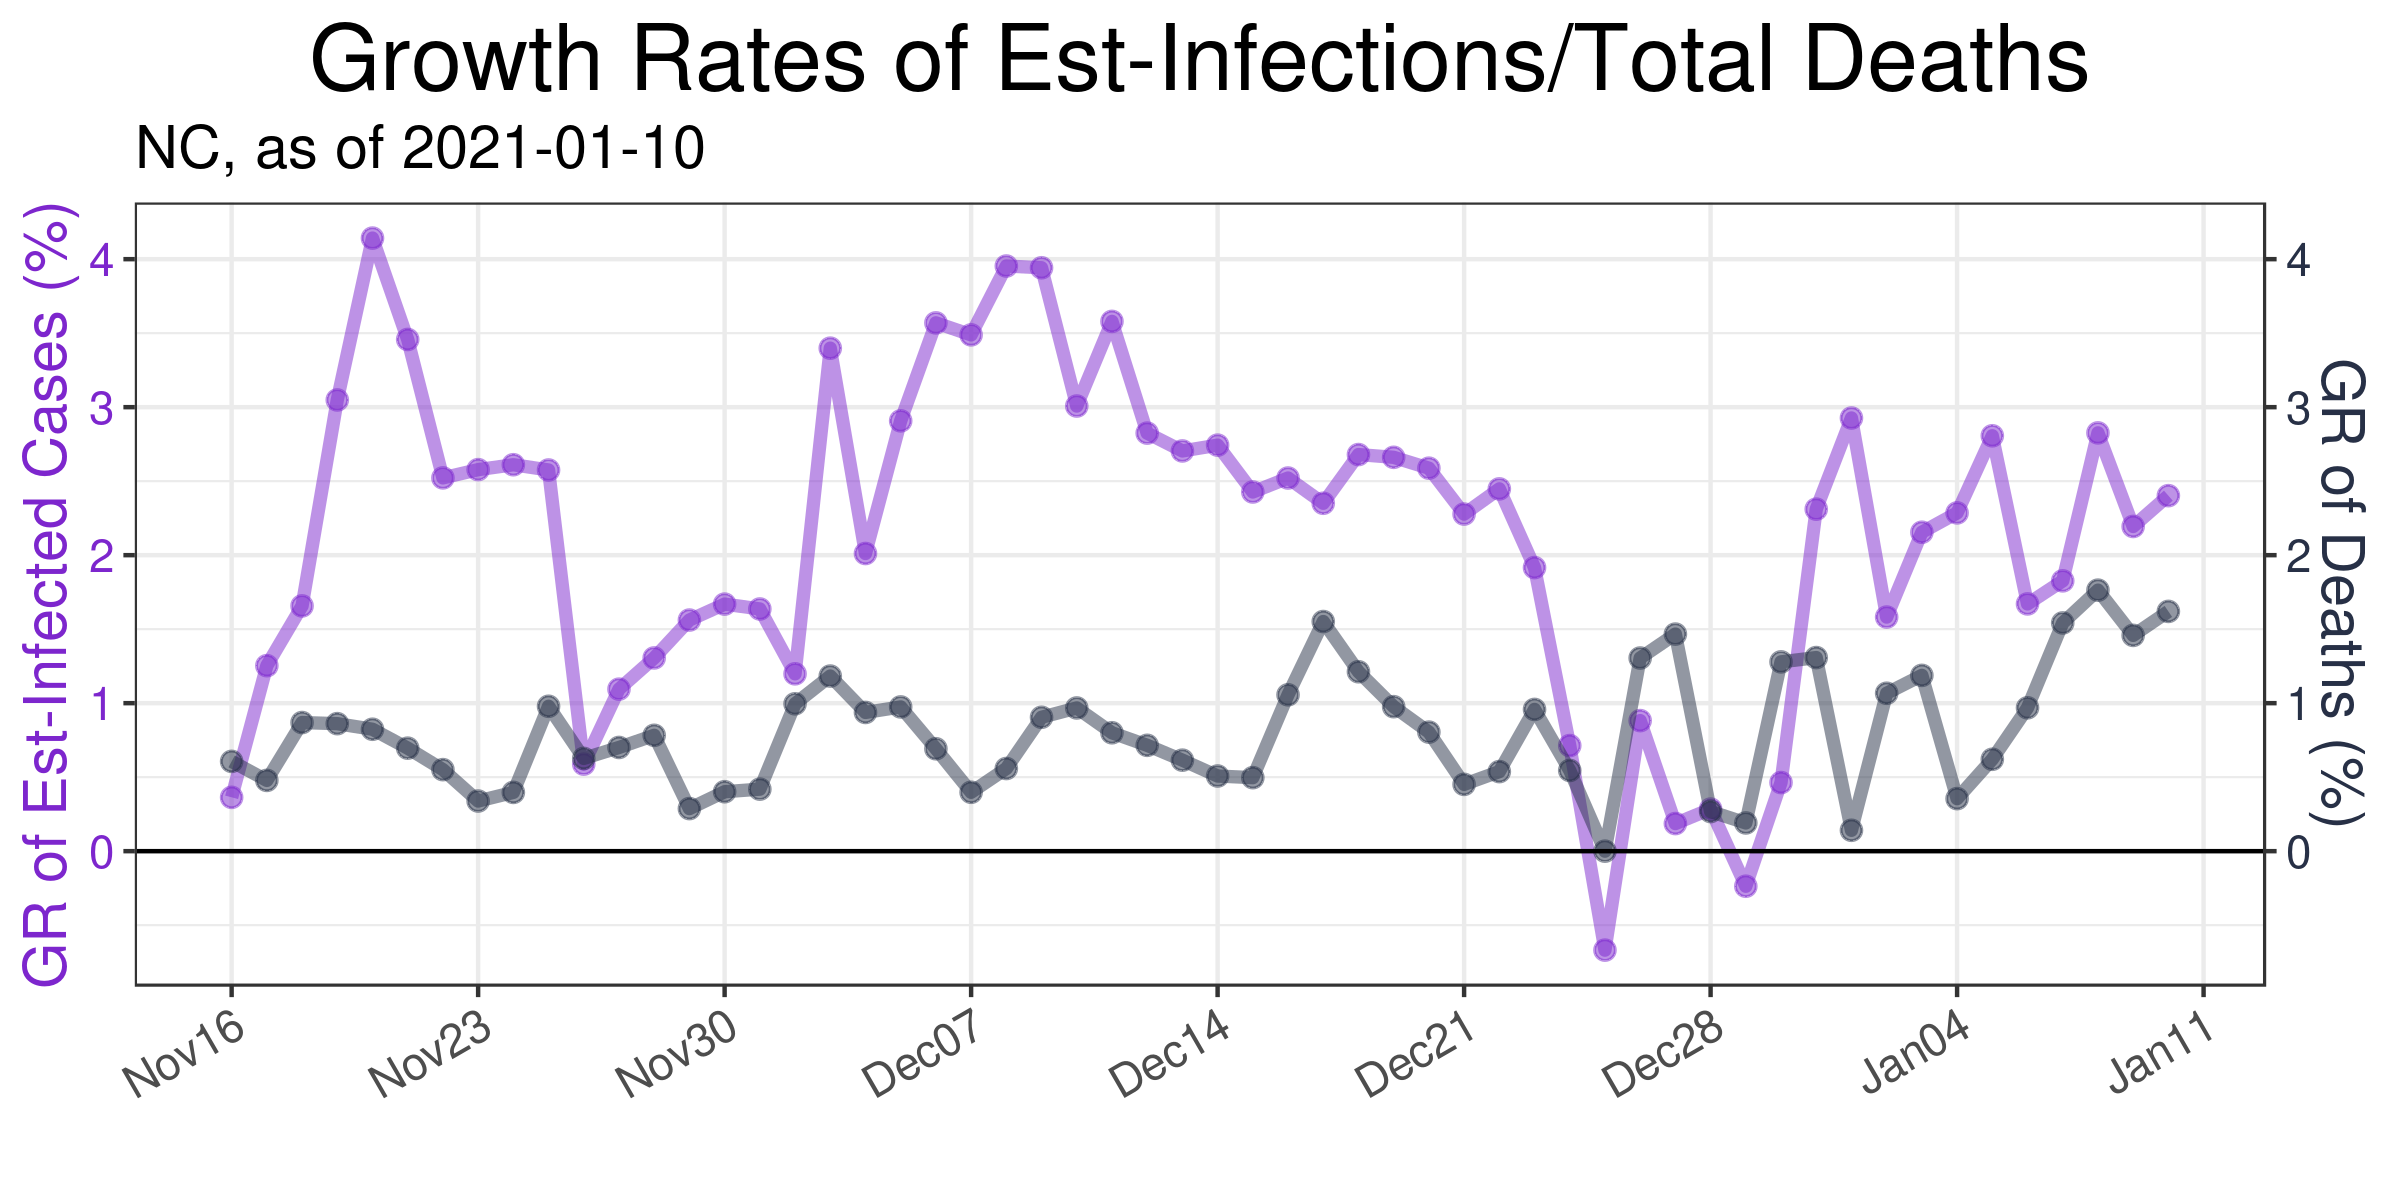 Growth Rates of Est-Infections/Total Deaths
NC, as of 2021-01-10
GR of Est-Infected Cases (%)
4
3
2
1
0
4
3
2
1
0
GR of Deaths (%)
Nov16
Nov23
Nov30
Dec07
Dec14
Dec21
Dec28
Jan04
Jan11